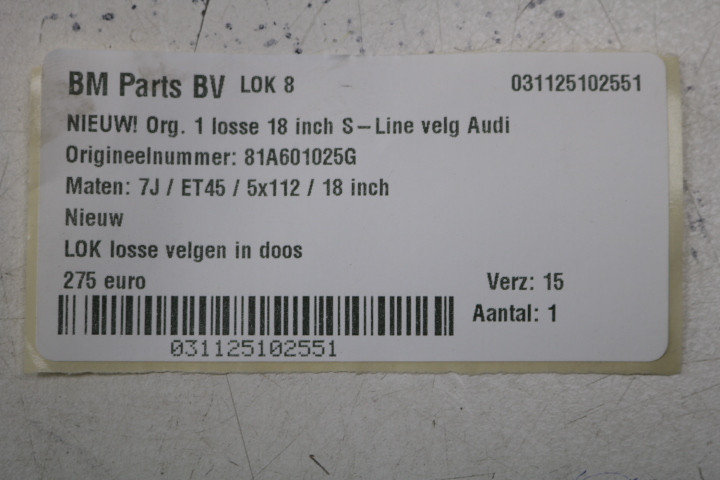 BM Parts BV LOK 8 031125102551
NIEUW! Org. 1 losse 18 inch S-Line velg Audi
Origineelnummer: 81A601025G
Maten: 7J / ET45 / 5x112 / 18 inch
Nieuw
LOK losse velgen in doos
275 euro Verz: 15
Aantal: 1
031125102551